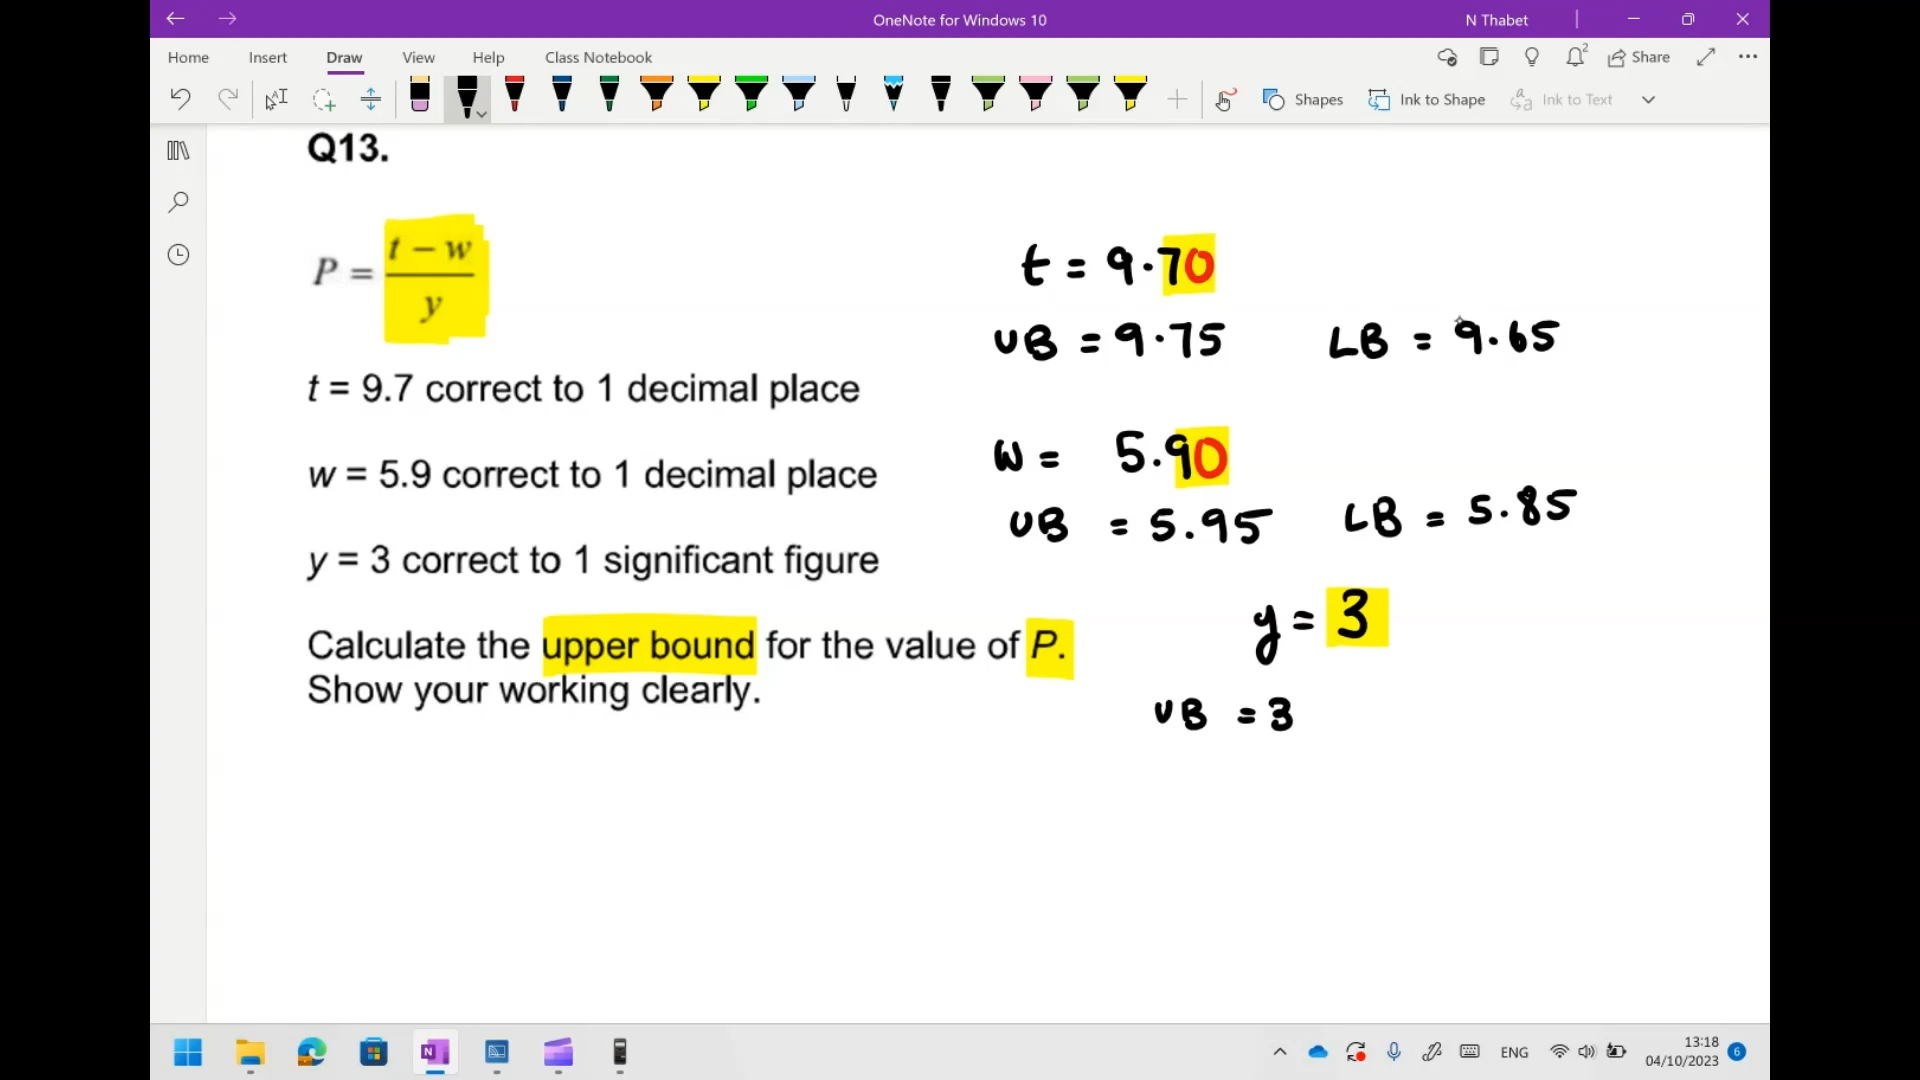 OneNote for Windows 10
N Thabet
Home Insert Draw View Help Class Notebook
2
Share
Shapes
Ink to Shape
Ink to Text
Q13.
P = t − w
y
t = 9.7 correct to 1 decimal place
w = 5.9 correct to 1 decimal place
y = 3 correct to 1 significant figure
Calculate the upper bound for the value of P.
Show your working clearly.
t = 9.70
UB = 9.75
LB = 9.65
W = 5.90
UB = 5.95
LB = 5.85
y = 3
UB = 3
ENG
13:18
04/10/2023
6